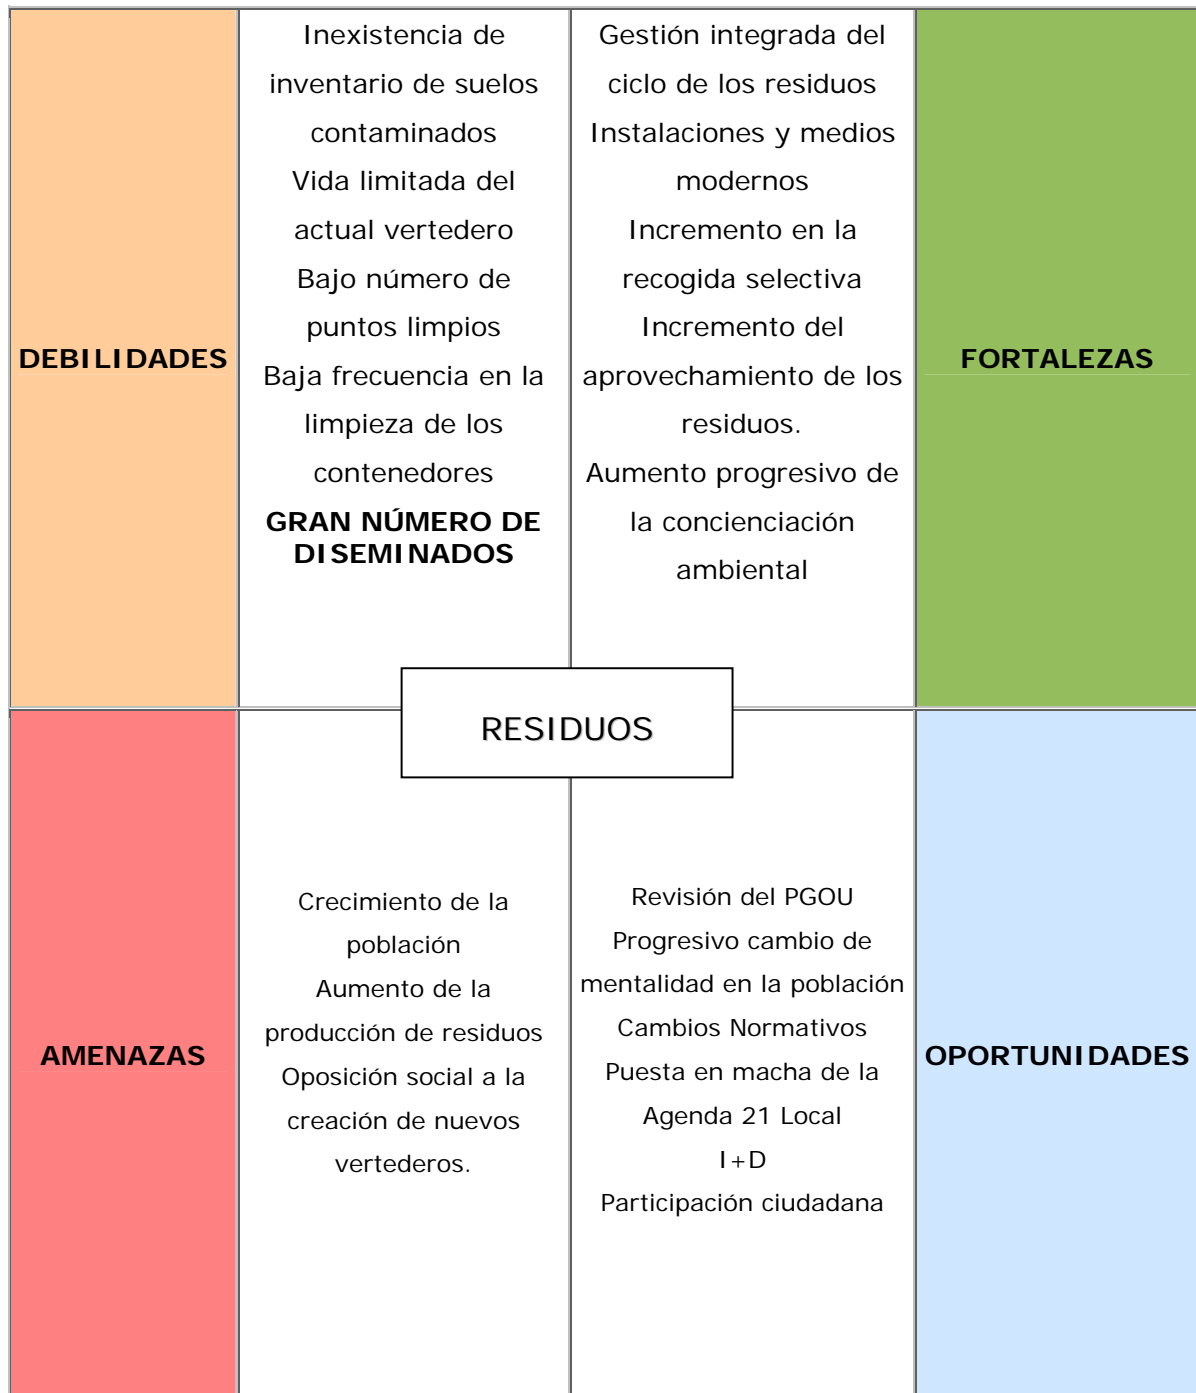 DEBILIDADES
Inexistencia de
inventario de suelos
contaminados
Vida limitada del
actual vertedero
Bajo número de
puntos limpios
Baja frecuencia en la
limpieza de los
contenedores
GRAN NÚMERO DE
DISEMINADOS
Gestión integrada del
ciclo de los residuos
Instalaciones y medios
modernos
Incremento en la
recogida selectiva
Incremento del
aprovechamiento de los
residuos.
Aumento progresivo de
la concienciación
ambiental
FORTALEZAS
RESIDUOS
AMENAZAS
Crecimiento de la
población
Aumento de la
producción de residuos
Oposición social a la
creación de nuevos
vertederos.
Revisión del PGOU
Progresivo cambio de
mentalidad en la población
Cambios Normativos
Puesta en macha de la
Agenda 21 Local
I+D
Participación ciudadana
OPORTUNIDADES